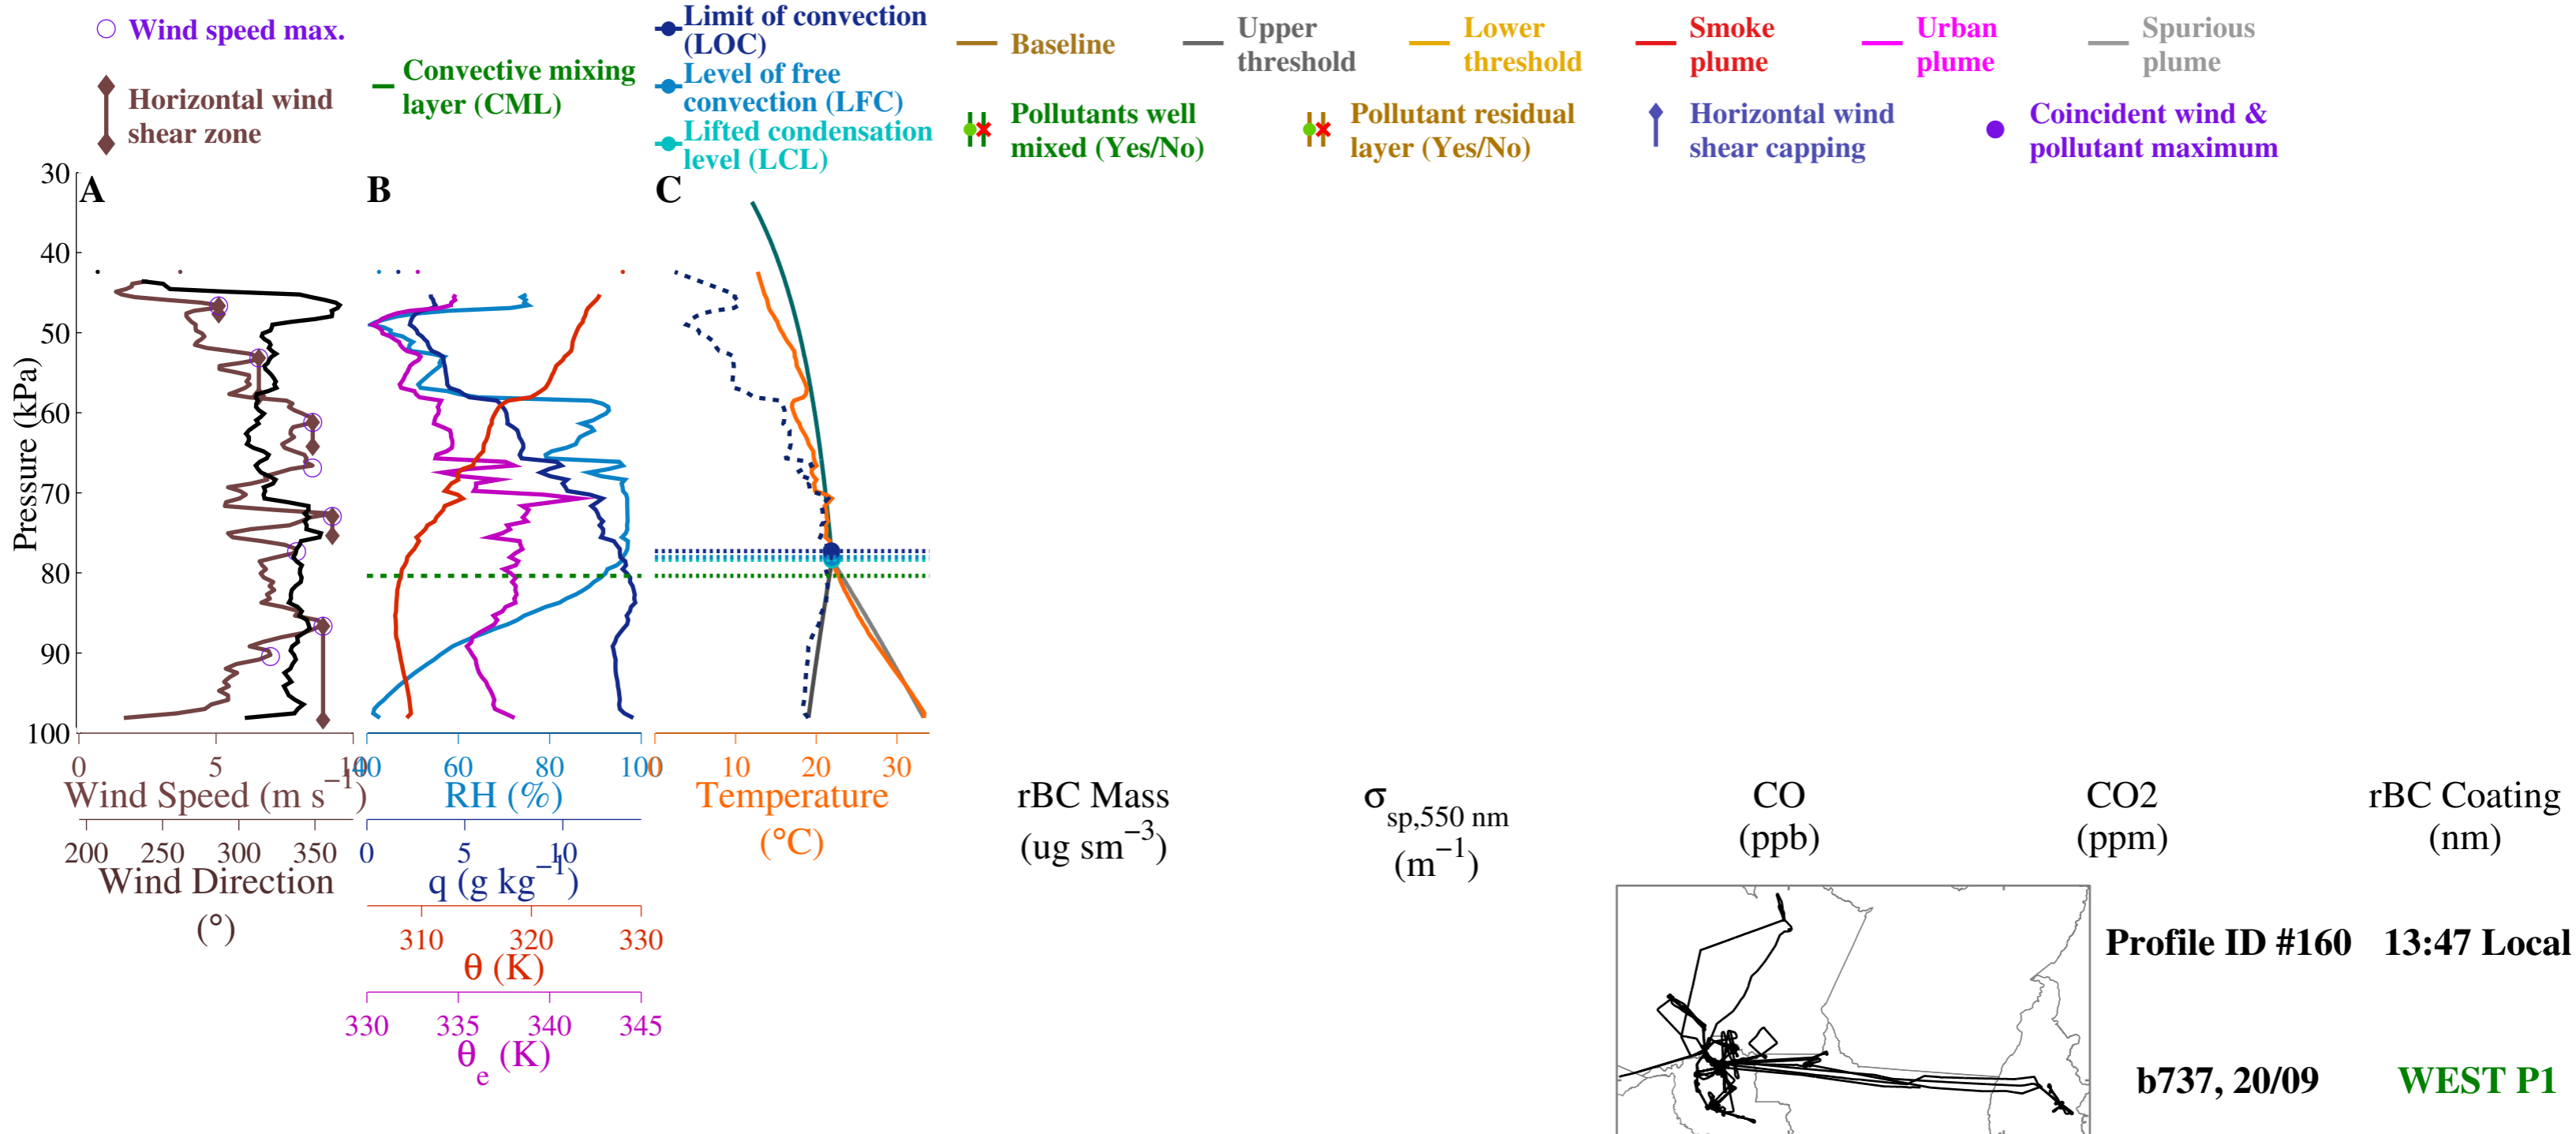 Wind speed max.
Horizontal wind
shear zone
Convective mixing
layer (CML)
Limit of convection
(LOC)
Level of free
convection (LFC)
Lifted condensation
level (LCL)
Baseline
Upper
threshold
Lower
threshold
Smoke
plume
Urban
plume
Spurious
plume
Pollutants well
mixed (Yes/No)
Pollutant residual
layer (Yes/No)
Horizontal wind
shear capping
Coincident wind &
pollutant maximum
A B C
30
40
50
60
70
80
90
100
Pressure (kPa)
0 5 10
Wind Speed (m s−1)
200 250 300 350
Wind Direction
(°)
40 60 80 100
RH (%)
0 5 10
q (g kg−1)
310 320 330
θ (K)
330 335 340 345
θe (K)
0 10 20 30
Temperature
(°C)
rBC Mass
(ug sm−3)
σsp,550 nm
(m−1)
CO
(ppb)
CO2
(ppm)
rBC Coating
(nm)
Profile ID #160 13:47 Local
b737, 20/09 WEST P1